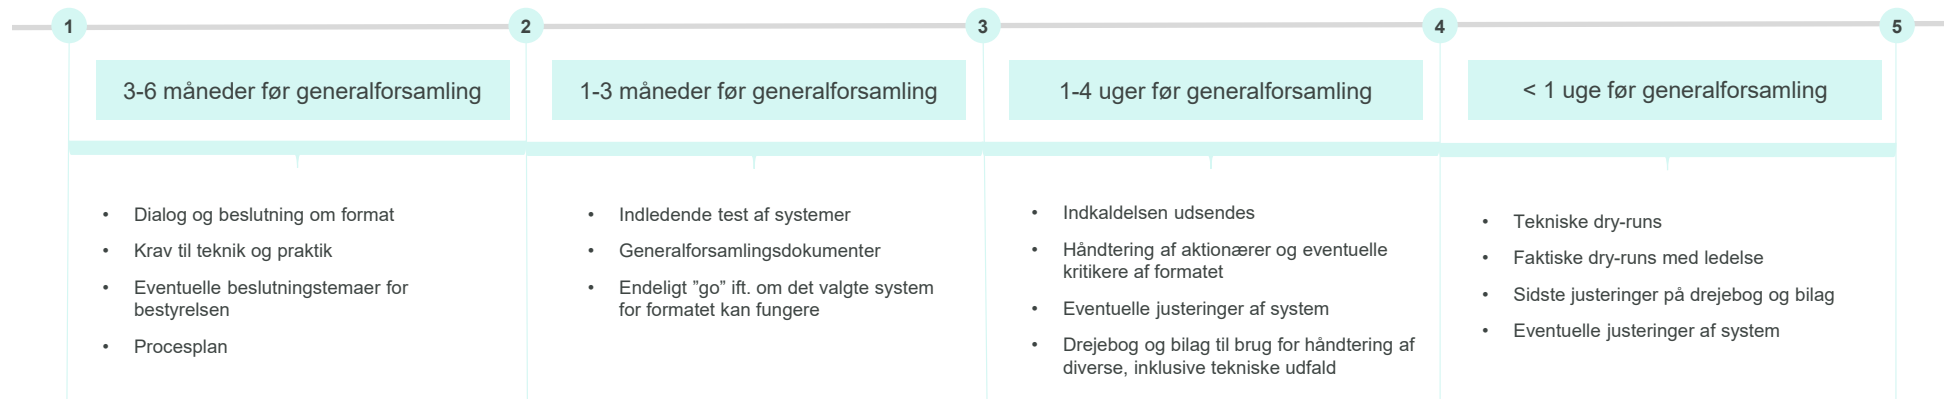 1
2
3
4
5
3-6 måneder før generalforsamling
• Dialog og beslutning om format
• Krav til teknik og praktik
• Eventuelle beslutningstemaer for
bestyrelsen
• Procesplan
1-3 måneder før generalforsamling
• Indledende test af systemer
• Generalforsamlingsdokumenter
• Endeligt ”go” ift. om det valgte system
for formatet kan fungere
1-4 uger før generalforsamling
• Indkaldelsen udsendes
• Håndtering af aktionærer og eventuelle
kritikere af formatet
• Eventuelle justeringer af system
• Drejebog og bilag til brug for håndtering af
diverse, inklusive tekniske udfald
< 1 uge før generalforsamling
• Tekniske dry-runs
• Faktiske dry-runs med ledelse
• Sidste justeringer på drejebog og bilag
• Eventuelle justeringer af system